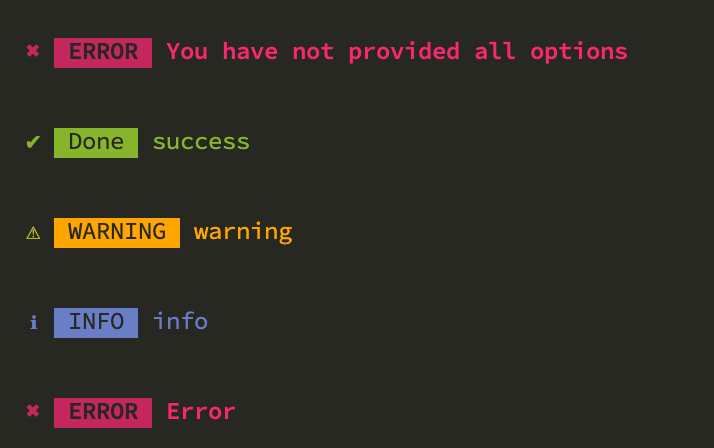 ✖ ERROR You have not provided all options
✔ Done success
⚠ WARNING warning
ℹ INFO info
✖ ERROR Error